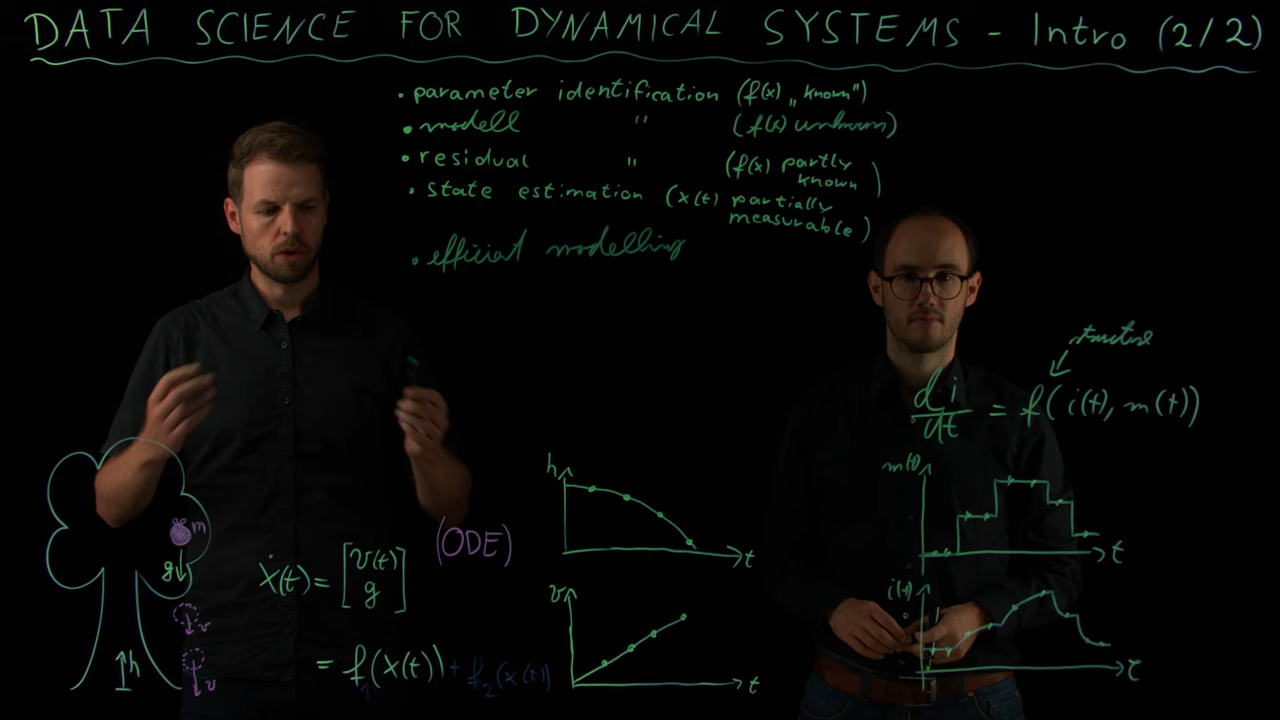 DATA SCIENCE FOR DYNAMICAL SYSTEMS - Intro (2/2)
• parameter identification (f(x) „known")
• modell " (f(x) unknown)
• residual " (f(x) partly known)
• state estimation (x(t) partially measurable)
• efficient modelling
structure
di/dt = f(i(t), m(t))
h
t
m(t)
t
m
g
(ODE)
ẋ(t) = [v(t) g]
v
t
i(t)
t
v
h
v
= f₁(x(t)) + f₂(x(t))